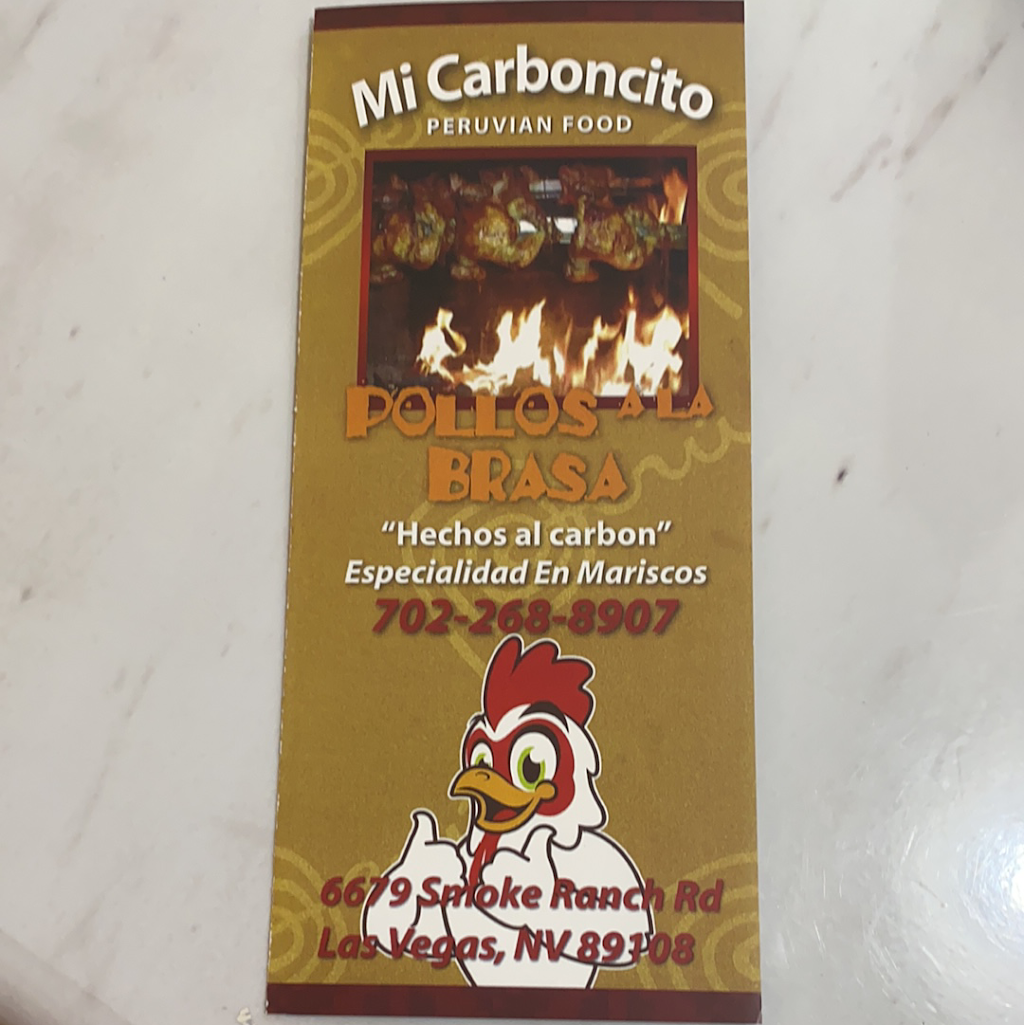 Mi Carboncito
PERUVIAN FOOD
POLLOS A LA
BRASA
"Hechos al carbon"
Especialidad En Mariscos
702-268-8907
6679 Smoke Ranch Rd
Las Vegas, NV 89108